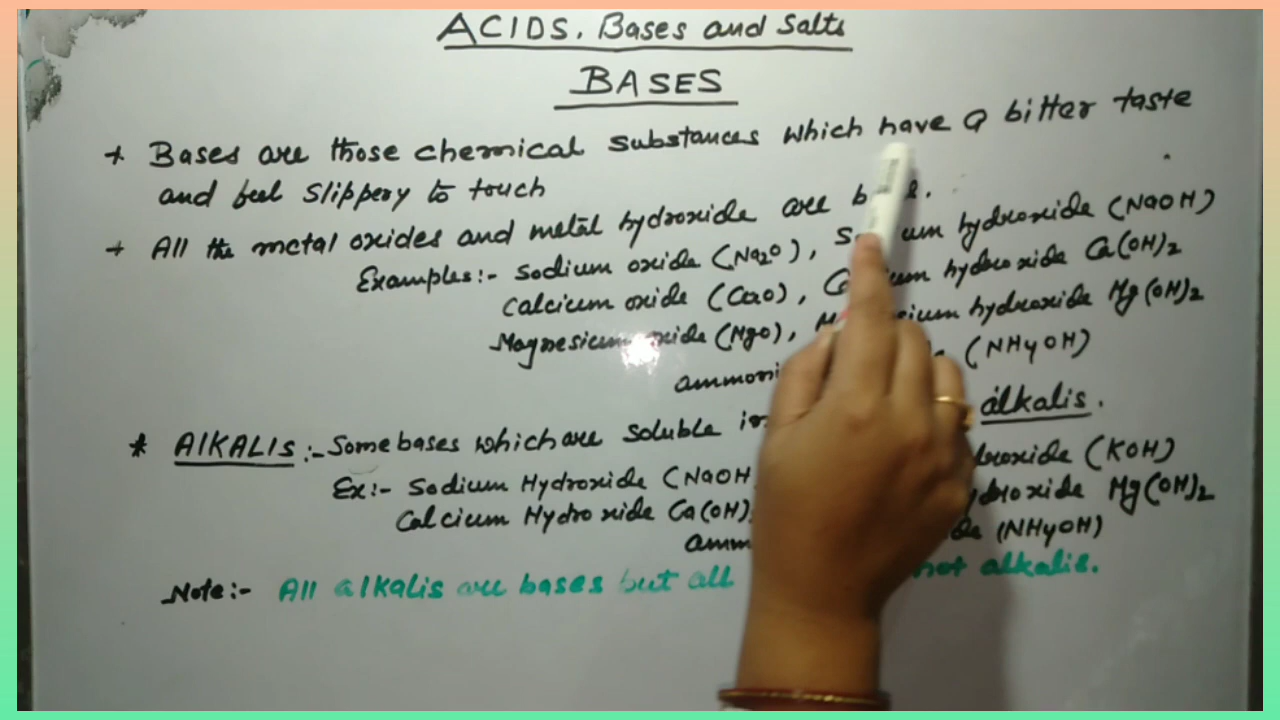 ACIDS, Bases and Salts
BASES
+ Bases are those chemical substances which have a bitter taste
and feel slippery to touch
+ All the metal oxides and metal hydroxide are
Examples:- Sodium oxide (Na2O), hydroxide (NaOH)
Calcium oxide (CaO), hydroxide Ca(OH)2
Magnesium oxide (MgO), hydroxide Mg(OH)2
(NH4OH)
* AlKALIS:- Some bases which are soluble alkalis.
Ex:- Sodium Hydroxide (NaOH (KOH)
Calcium Hydroxide Ca(OH) Mg(OH)2
(NH4OH)
Note:- All alkalis are bases but all not alkalis.